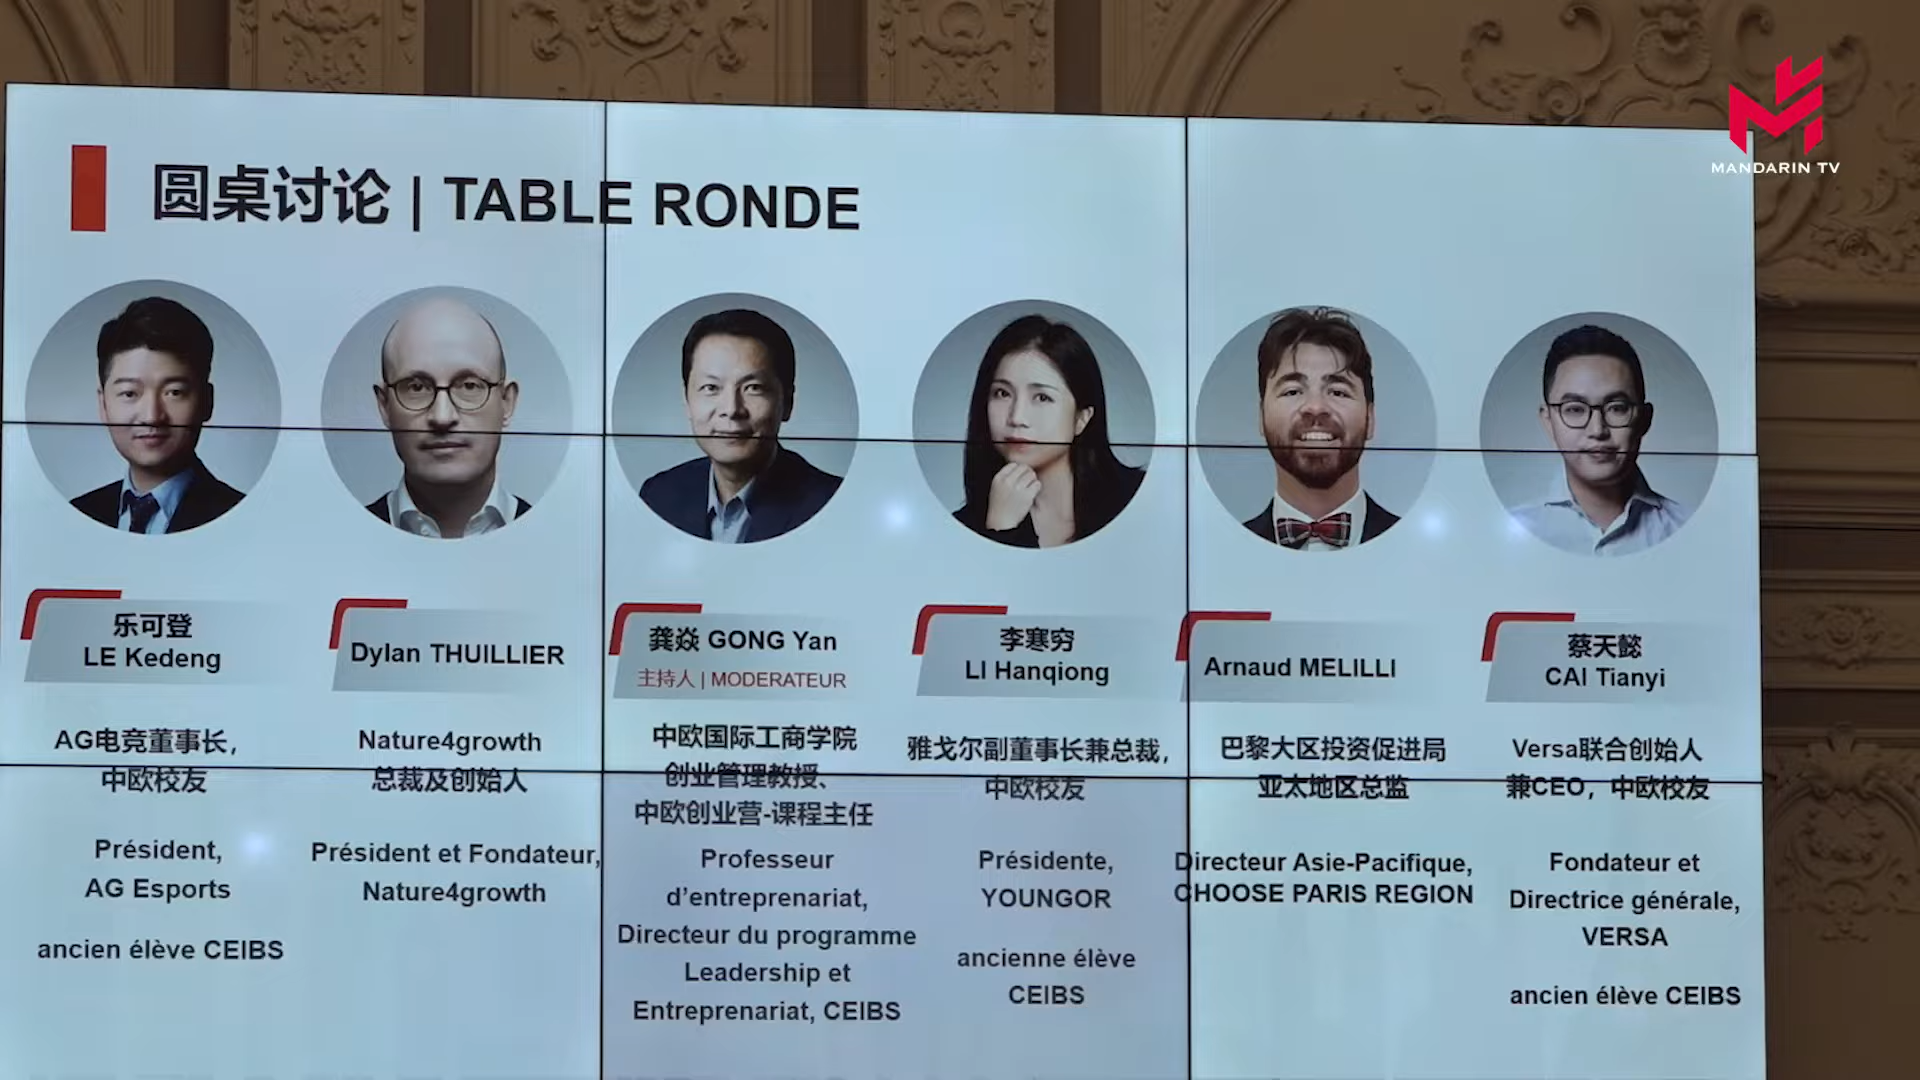 MANDARIN TV
圆桌讨论 | TABLE RONDE
乐可登
LE Kedeng
AG电竞董事长，
中欧校友
Président,
AG Esports
ancien élève CEIBS
Dylan THUILLIER
Nature4growth
总裁及创始人
Président et Fondateur,
Nature4growth
龚焱 GONG Yan
主持人 | MODERATEUR
中欧国际工商学院
创业管理教授、
中欧创业营-课程主任
Professeur
d’entreprenariat,
Directeur du programme
Leadership et
Entreprenariat, CEIBS
李寒穷
LI Hanqiong
雅戈尔副董事长兼总裁，
中欧校友
Présidente,
YOUNGOR
ancienne élève
CEIBS
Arnaud MELILLI
巴黎大区投资促进局
亚太地区总监
Directeur Asie-Pacifique,
CHOOSE PARIS REGION
蔡天懿
CAI Tianyi
Versa联合创始人
兼CEO，中欧校友
Fondateur et
Directrice générale,
VERSA
ancien élève CEIBS